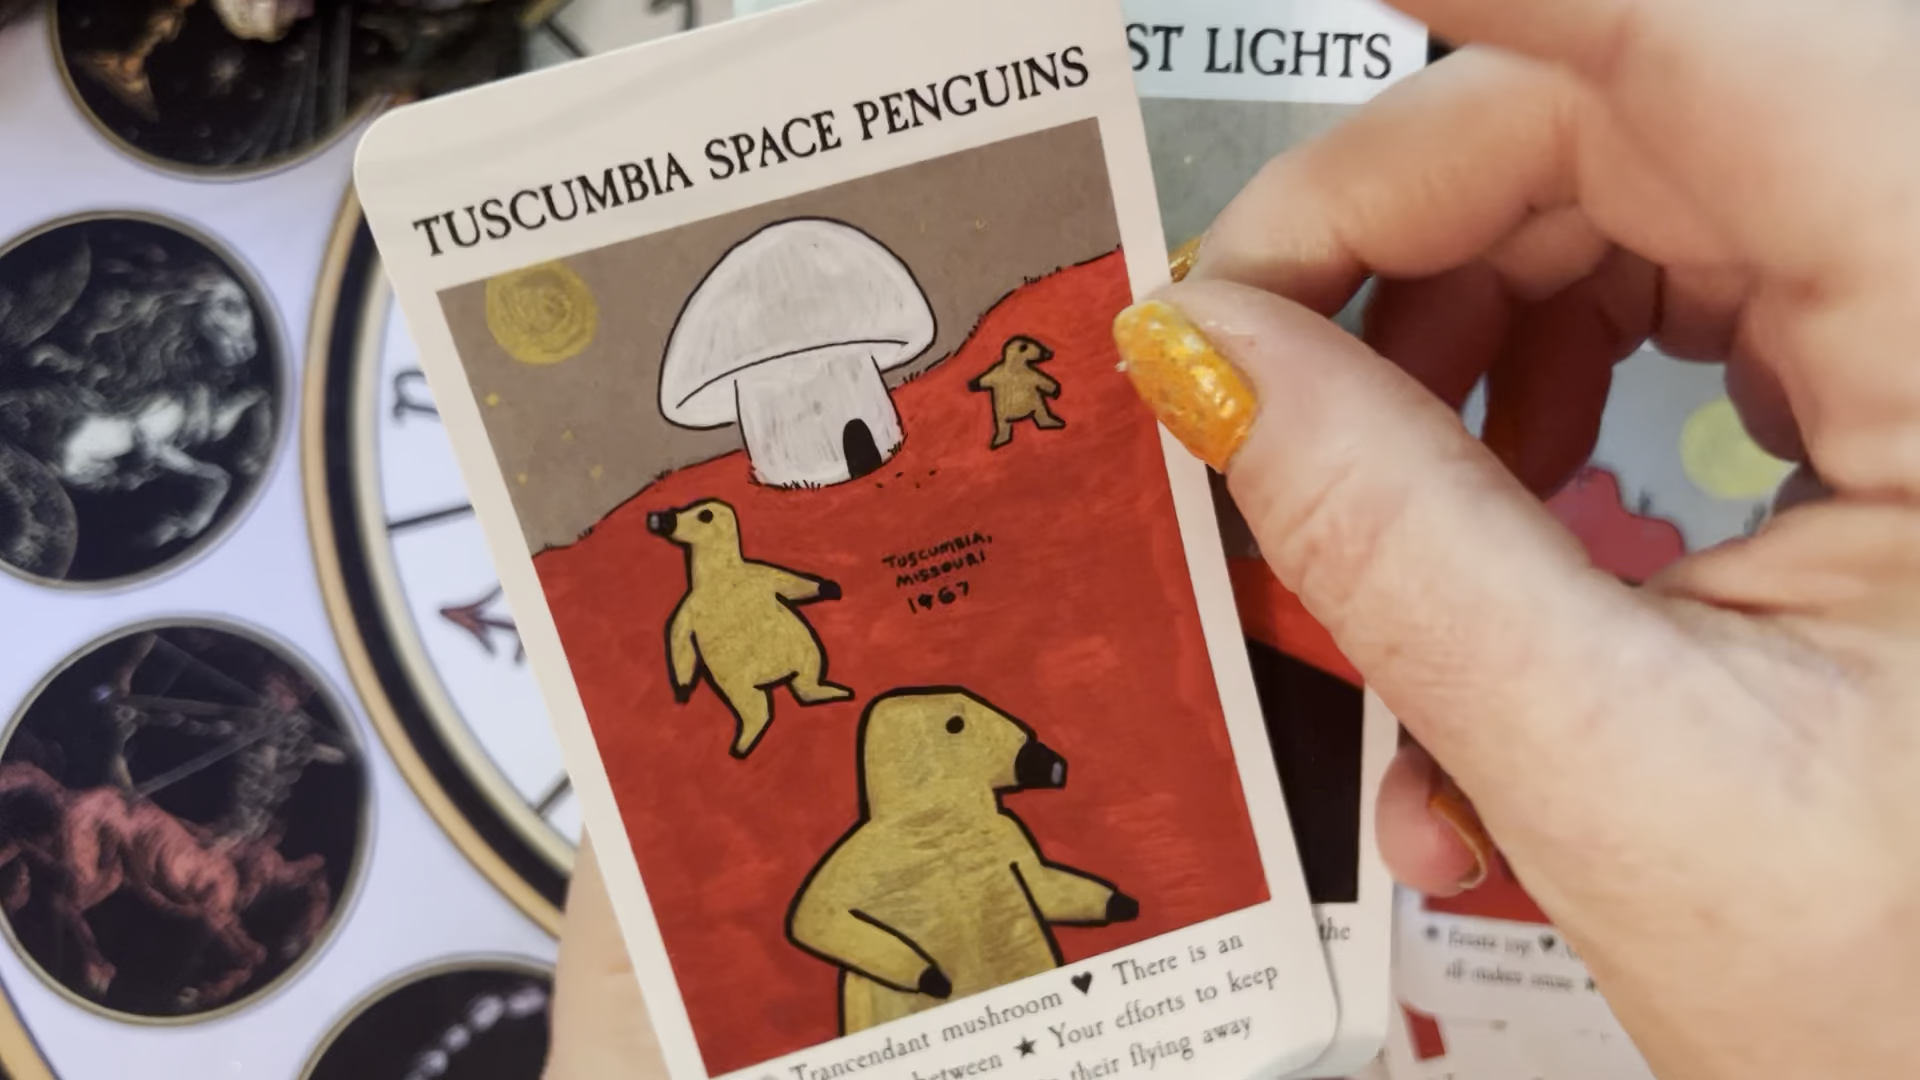 TUSCUMBIA SPACE PENGUINS
ST LIGHTS
TUSCUMBIA,
MISSOURI
1967
Trancendant mushroom ♥ There is an
between ★ Your efforts to keep
their flying away
the